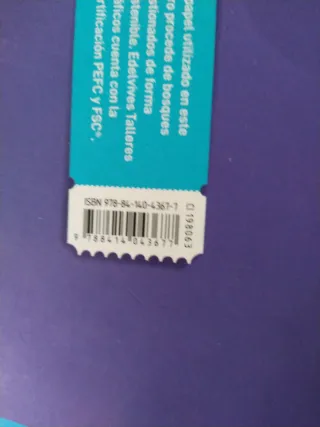 papel utilizado en este
ro procede de bosques
stionados de forma
stenible. Edelvives Talleres
áficos cuenta con la
rtificación PEFC y FSC®.
ISBN 978-84-140-4367-7
9 788414 043677
CI 198063